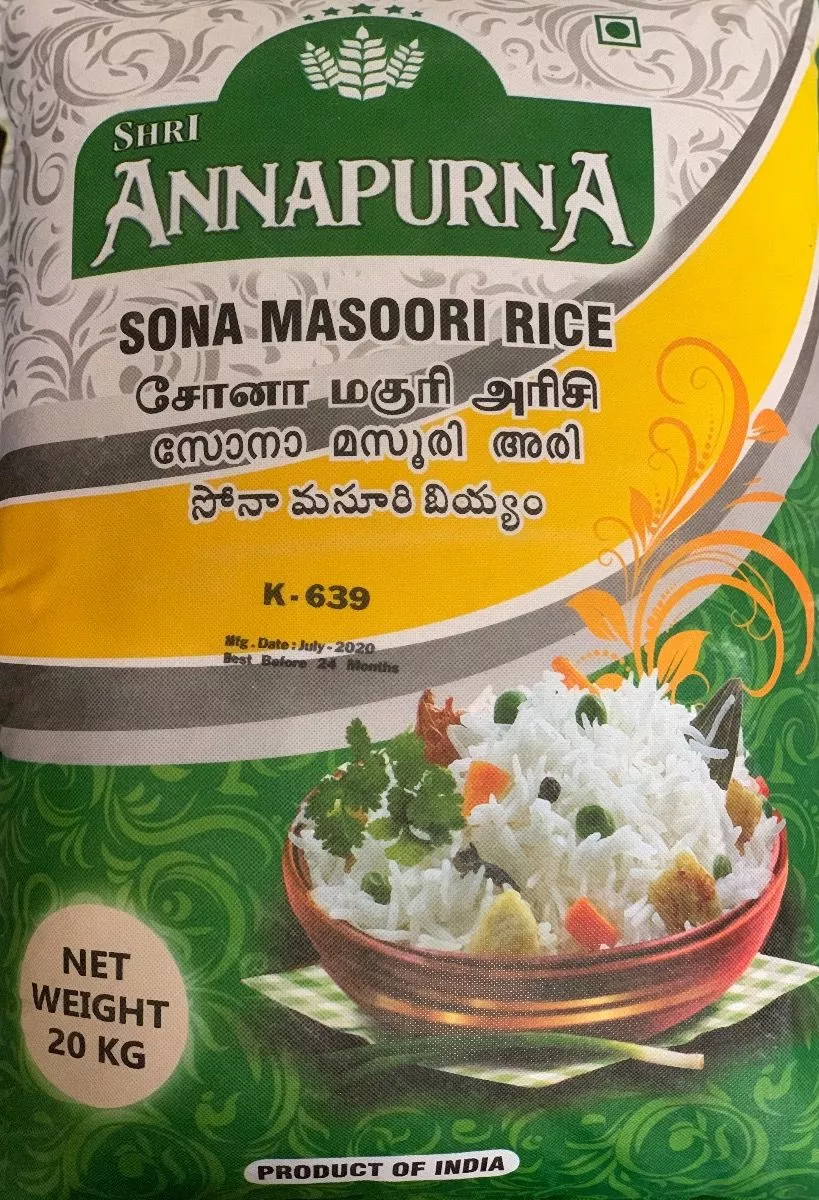 SHRI
ANNAPURNA
SONA MASOORI RICE
சோனா மசூரி அரிசி
സോനാ മസൂരി അരി
సోనా మసూరి బియ్యం
K-639
Mfg. Date : July - 2020
Best Before 24 Months
NET
WEIGHT
20 KG
PRODUCT OF INDIA